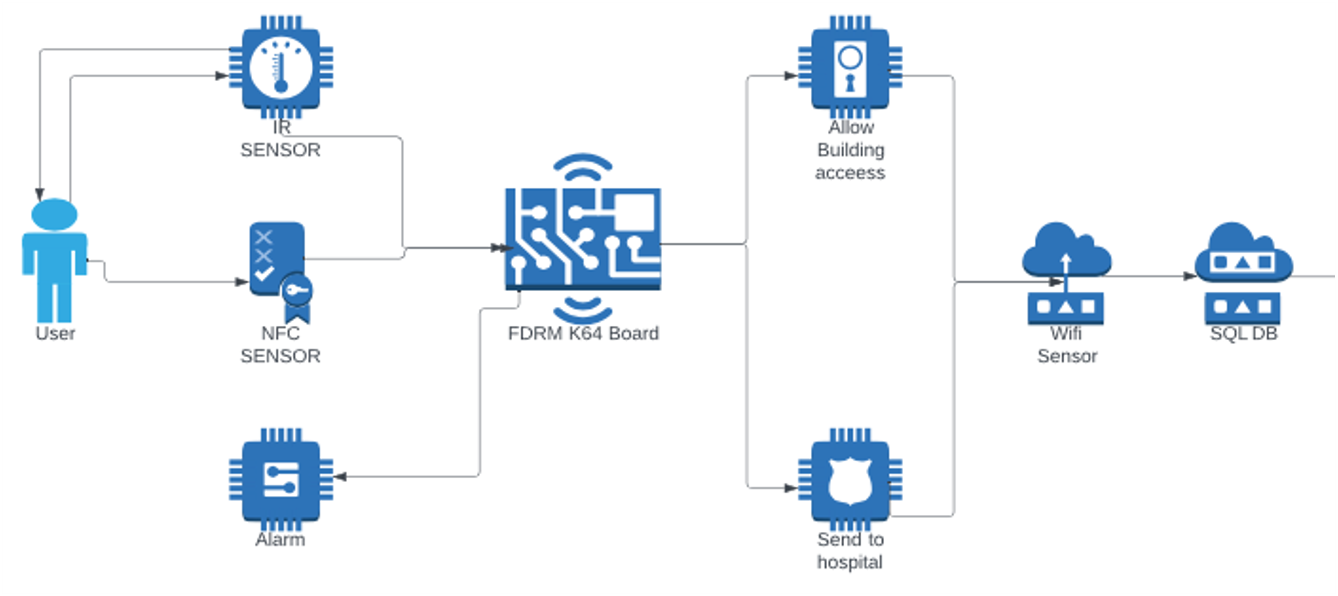 IR
SENSOR
Allow
Building
acceess
User
NFC
SENSOR
FDRM K64 Board
Wifi
Sensor
SQL DB
Alarm
Send to
hospital